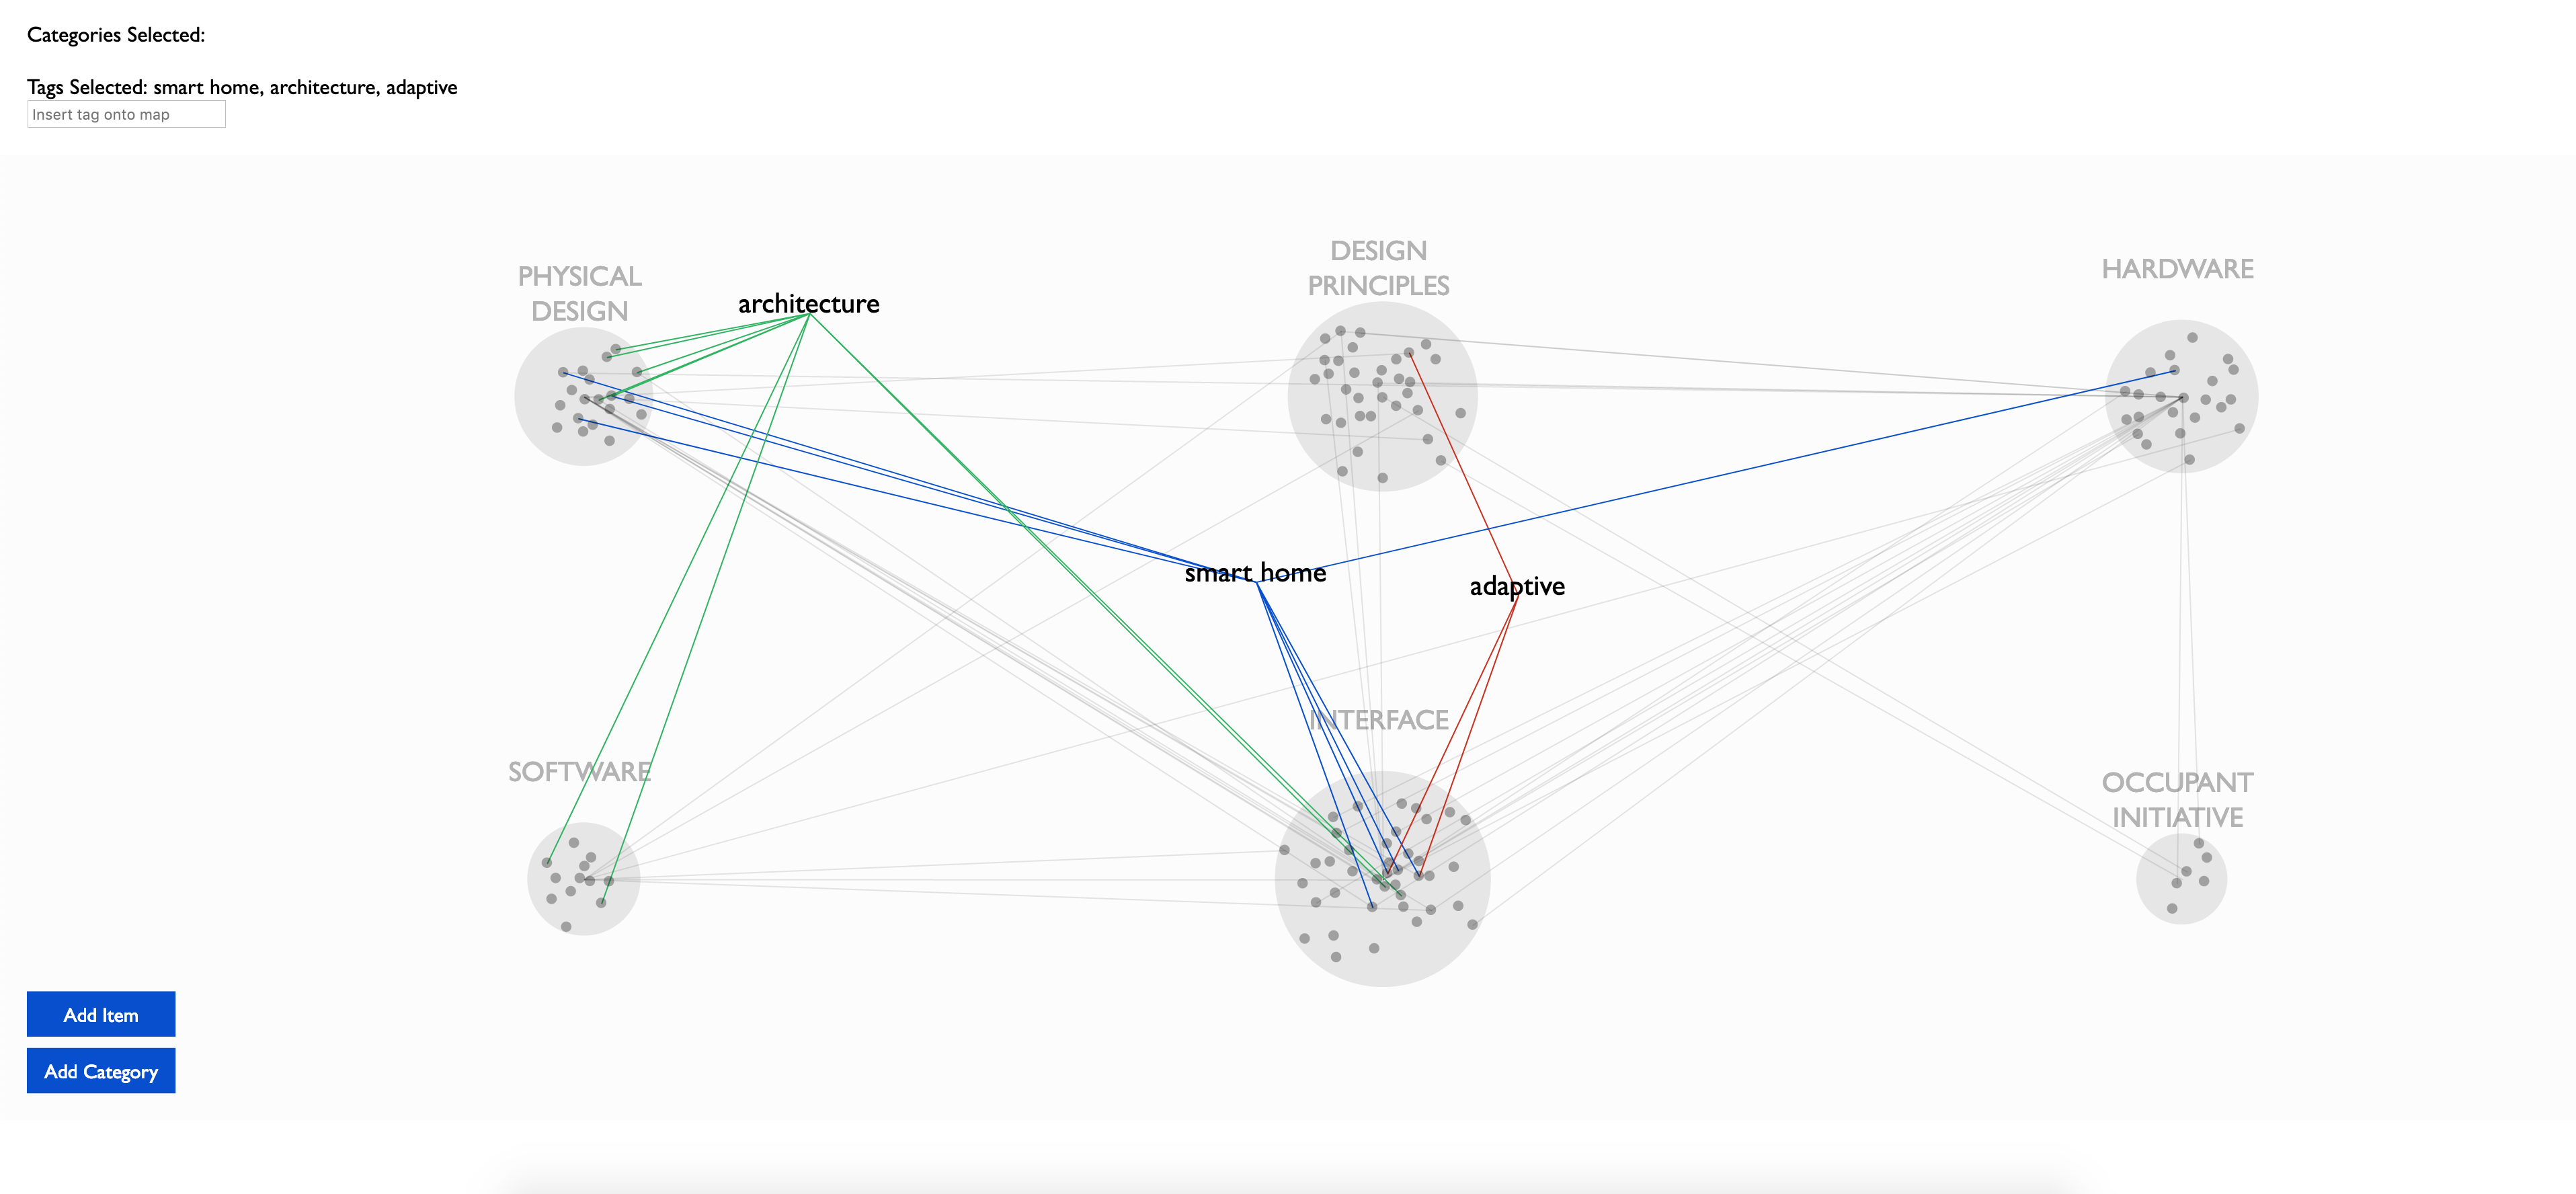 Categories Selected:
Tags Selected: smart home, architecture, adaptive
Insert tag onto map
PHYSICAL
DESIGN
architecture
DESIGN
PRINCIPLES
HARDWARE
smart home
adaptive
INTERFACE
SOFTWARE
OCCUPANT
INITIATIVE
Add Item
Add Category